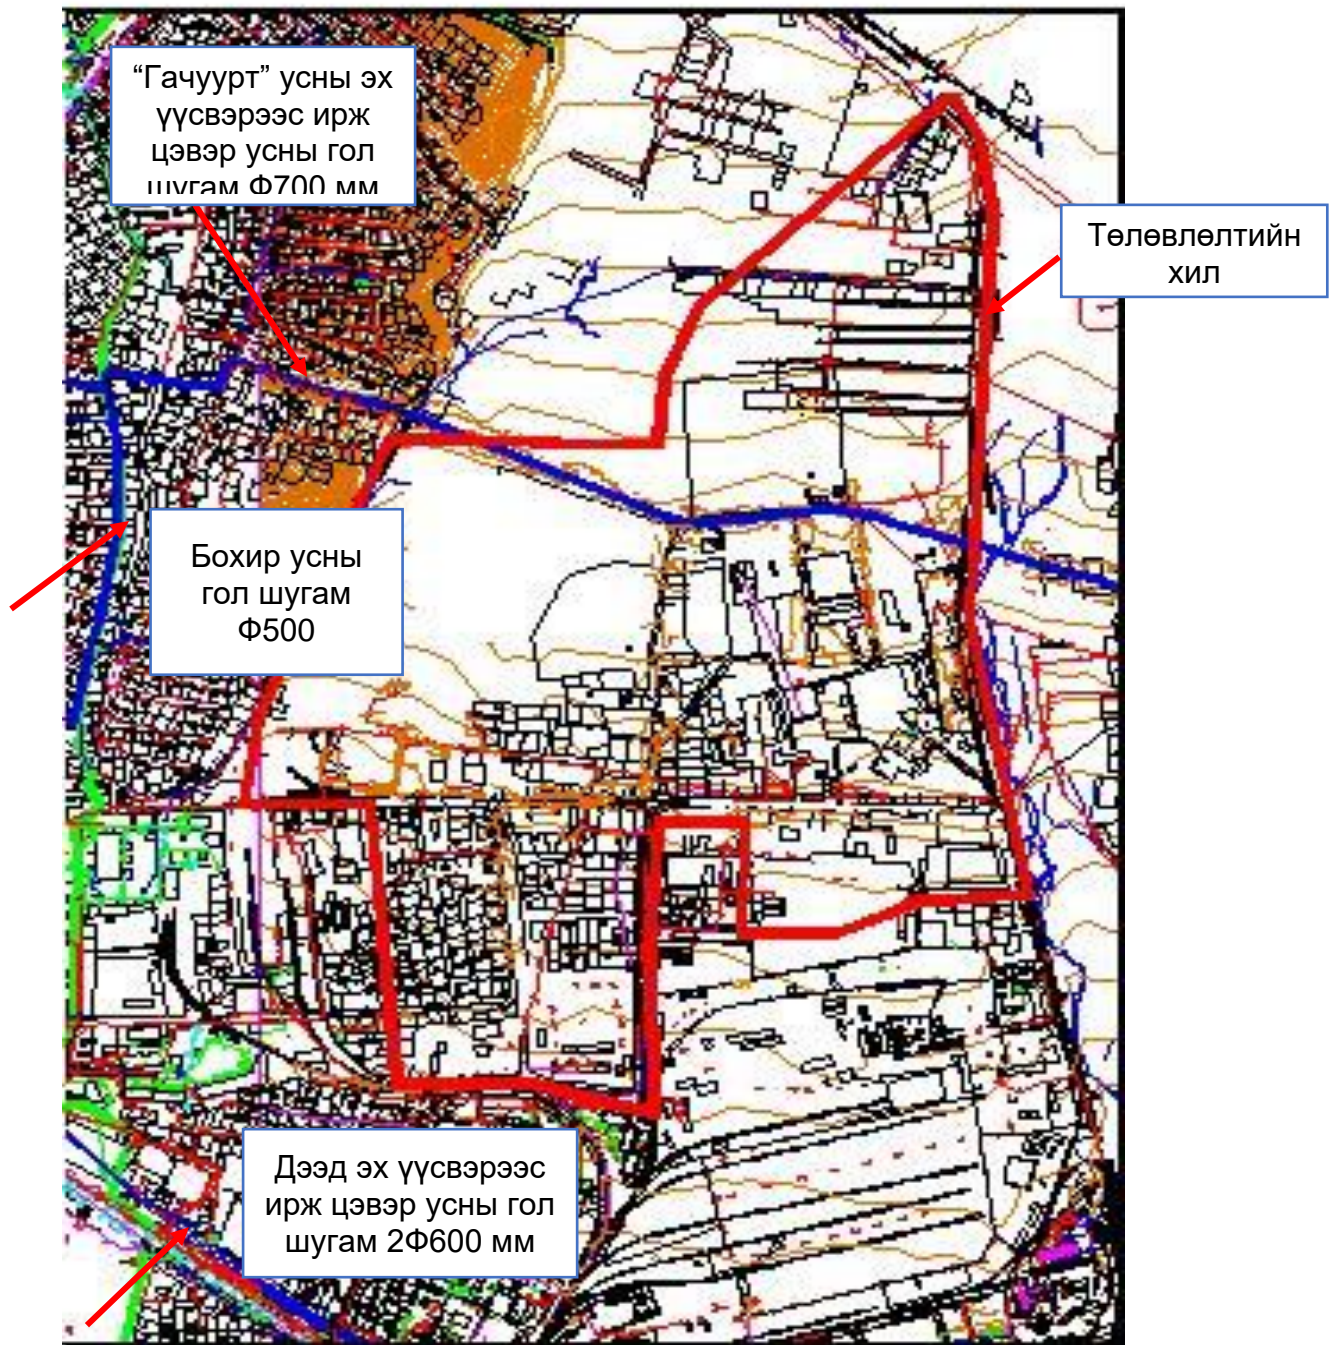 “Гачуурт” усны эх
үүсвэрээс ирж
цэвэр усны гол
шугам Ф700 мм
Төлөвлөлтийн
хил
Бохир усны
гол шугам
Ф500
Дээд эх үүсвэрээс
ирж цэвэр усны гол
шугам 2Ф600 мм